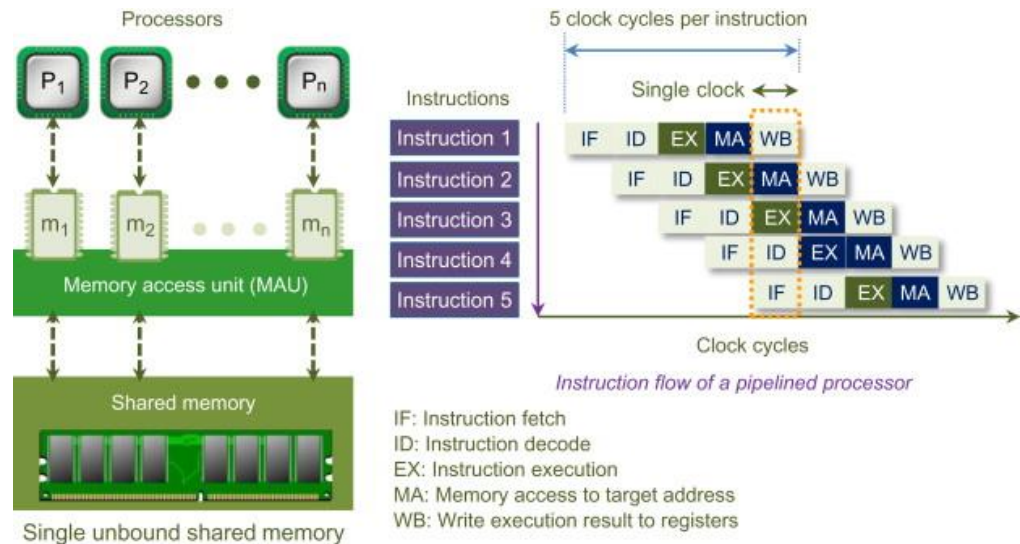 Processors
P1 P2 Pn
m1 m2 mn
Memory access unit (MAU)
Shared memory
Single unbound shared memory
5 clock cycles per instruction
Single clock
Instructions
Instruction 1 IF ID EX MA WB
Instruction 2 IF ID EX MA WB
Instruction 3 IF ID EX MA WB
Instruction 4 IF ID EX MA WB
Instruction 5 IF ID EX MA WB
Clock cycles
Instruction flow of a pipelined processor
IF: Instruction fetch
ID: Instruction decode
EX: Instruction execution
MA: Memory access to target address
WB: Write execution result to registers